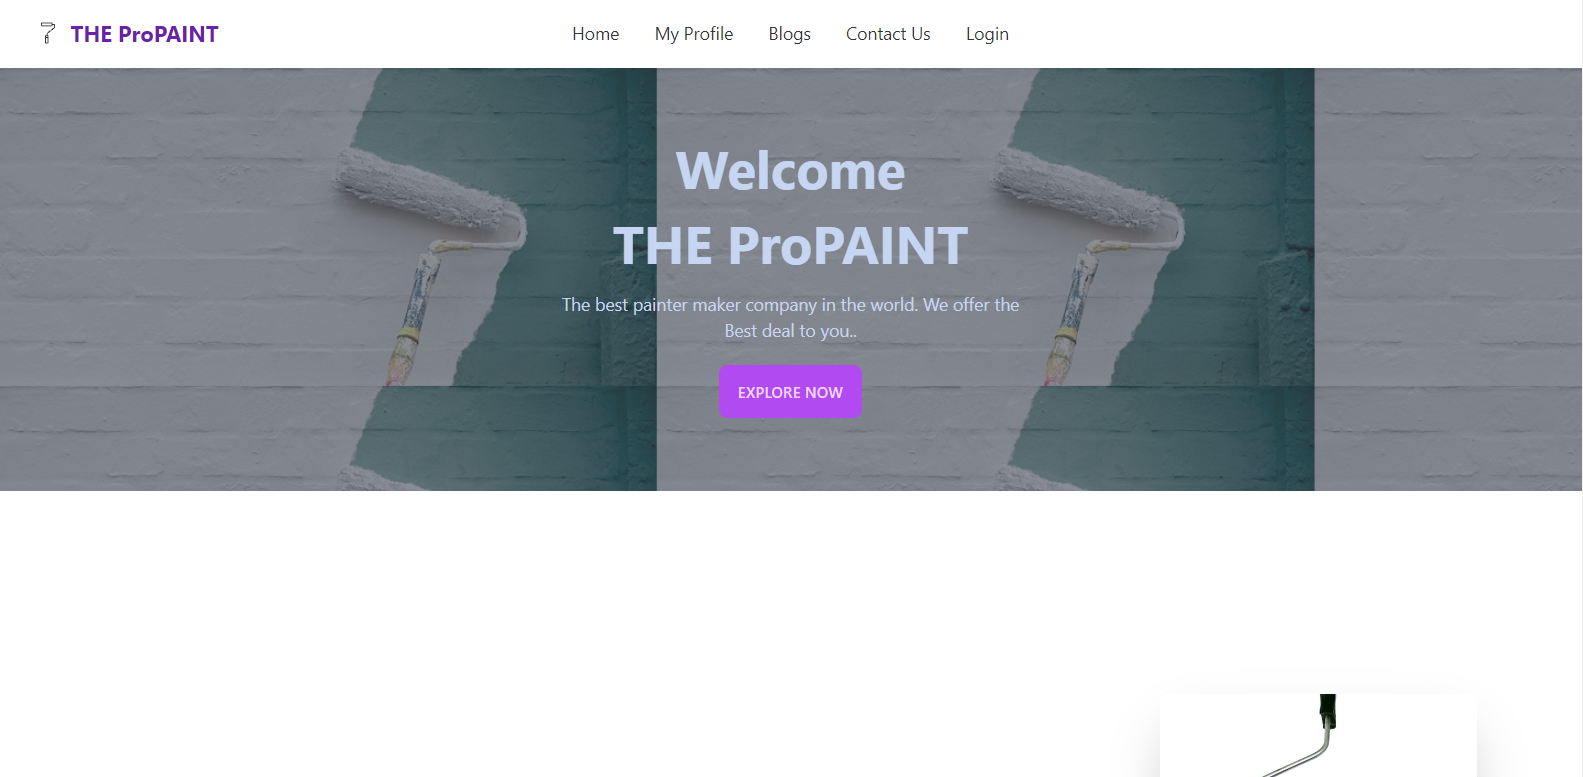 THE ProPAINT
Home
My Profile
Blogs
Contact Us
Login
Welcome
THE ProPAINT
The best painter maker company in the world. We offer the
Best deal to you..
EXPLORE NOW